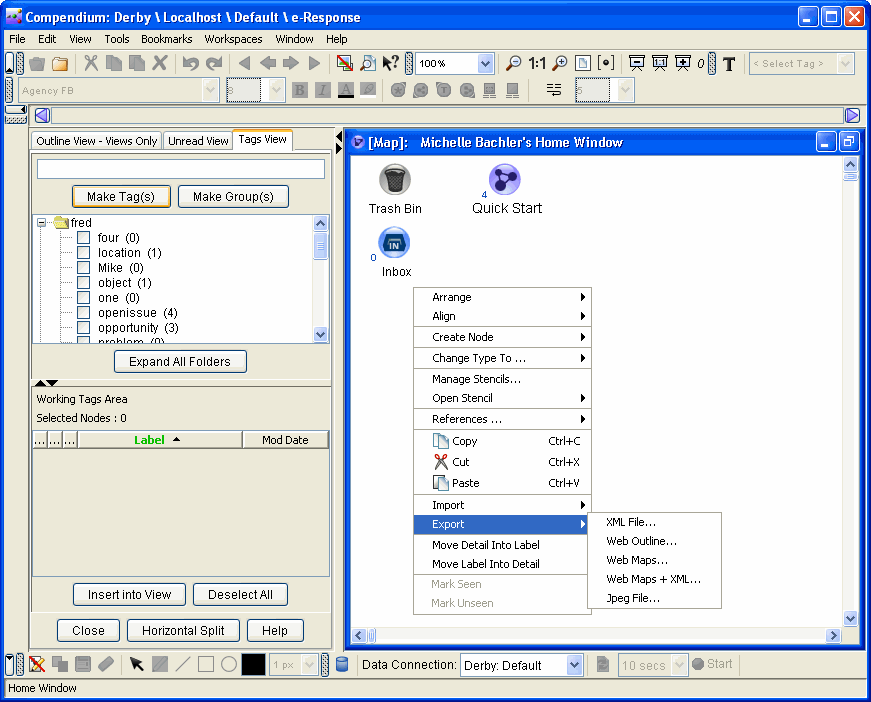 Compendium: Derby \ Localhost \ Default \ e-Response
File Edit View Tools Bookmarks Workspaces Window Help
100% 1:1 0 T < Select Tag >
Agency FB 8 B I A 5
Outline View - Views Only Unread View Tags View
Make Tag(s) Make Group(s)
fred
four (0)
location (1)
Mike (0)
object (1)
one (0)
openissue (4)
opportunity (3)
problem (0)
Expand All Folders
Working Tags Area
Selected Nodes : 0
... ... ... Label Mod Date
Insert into View Deselect All
Close Horizontal Split Help
[Map]: Michelle Bachler's Home Window
Trash Bin
4
Quick Start
IN
0
Inbox
Arrange
Align
Create Node
Change Type To ...
Manage Stencils...
Open Stencil
References ...
Copy Ctrl+C
Cut Ctrl+X
Paste Ctrl+V
Import
Export
Move Detail Into Label
Move Label Into Detail
Mark Seen
Mark Unseen
XML File...
Web Outline...
Web Maps...
Web Maps + XML...
Jpeg File...
1 px Data Connection: Derby: Default 10 secs Start
Home Window